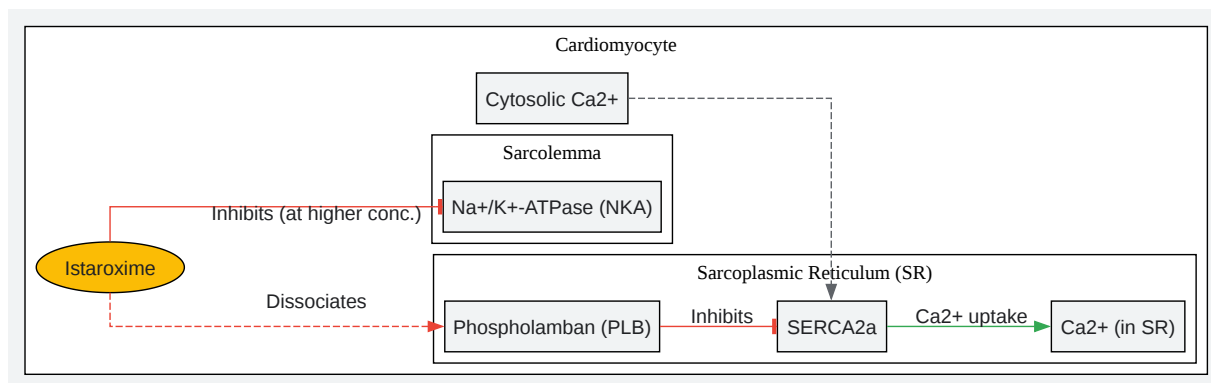 Cardiomyocyte
Cytosolic Ca2+
Sarcolemma
Na+/K+-ATPase (NKA)
Inhibits (at higher conc.)
Istaroxime
Sarcoplasmic Reticulum (SR)
Dissociates
Phospholamban (PLB)
Inhibits
SERCA2a
Ca2+ uptake
Ca2+ (in SR)